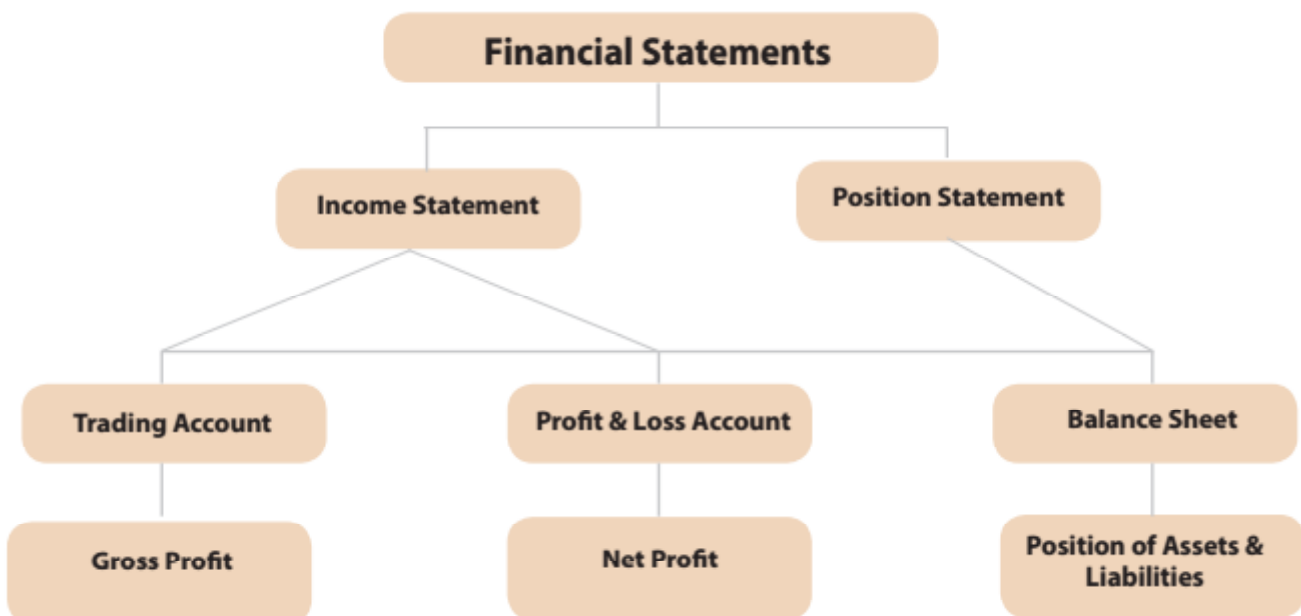 Financial Statements
Income Statement
Position Statement
Trading Account
Profit & Loss Account
Balance Sheet
Gross Profit
Net Profit
Position of Assets &
Liabilities